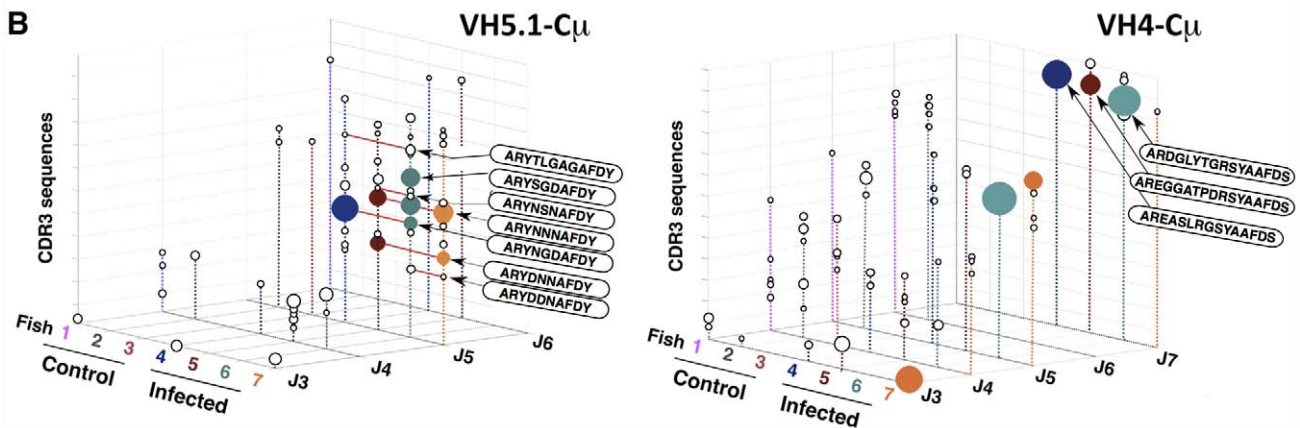 B
VH5.1-Cμ
VH4-Cμ
CDR3 sequences
ARYTLGAGAFDY
ARYSGDAFDY
ARYNSNAFDY
ARYNNNAFDY
ARYNGDAFDY
ARYDNNAFDY
ARYDDNAFDY
Fish 1 2 3 4 5 6 7
Control
Infected
J3 J4 J5 J6
CDR3 sequences
ARDGLYTGRSYAAFDS
AREGGATPDRSYAAFDS
AREASLRGSYAAFDS
Fish 1 2 3 4 5 6 7
Control
Infected
J3 J4 J5 J6 J7